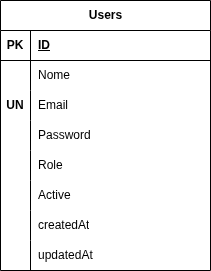 Users
PK ID
Nome
UN Email
Password
Role
Active
createdAt
updatedAt